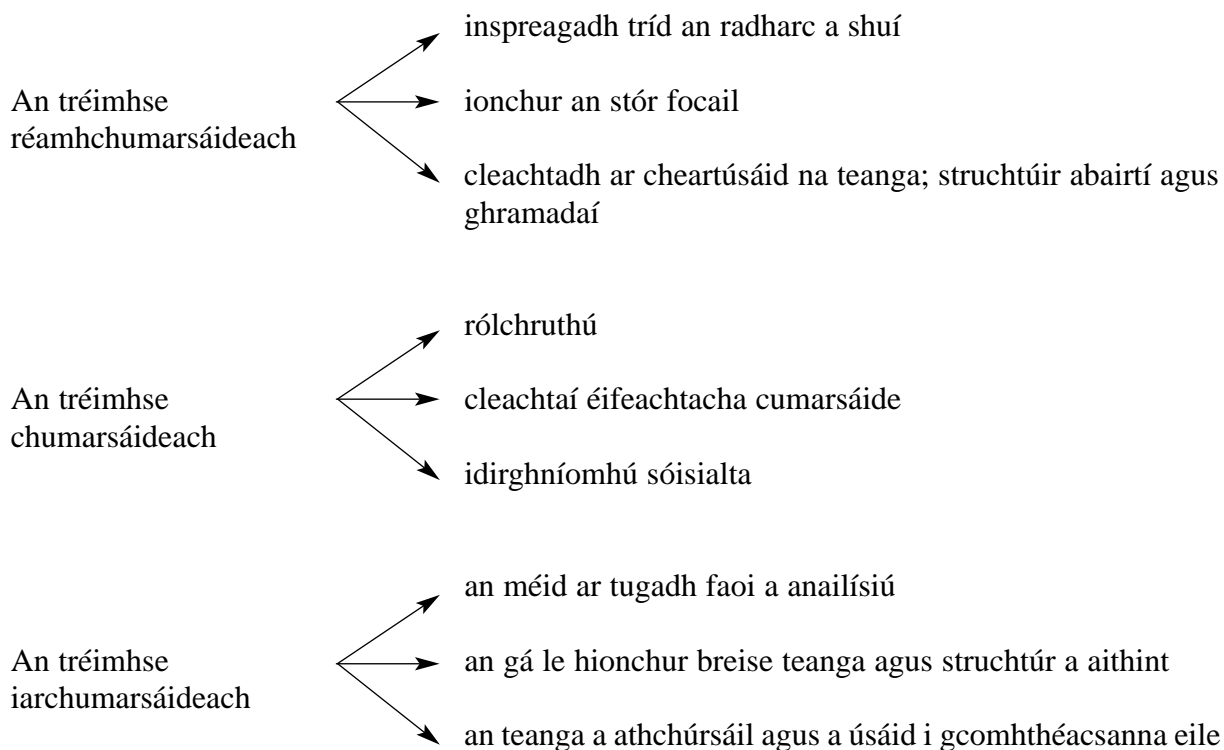 inspreagadh tríd an radharc a shuí
An tréimhse
réamhchumarsáideach
ionchur an stór focail
cleachtadh ar cheartúsáid na teanga; struchtúir abairtí agus
ghramadaí
rólchruthú
An tréimhse
chumarsáideach
cleachtaí éifeachtacha cumarsáide
idirghníomhú sóisialta
an méid ar tugadh faoi a anailísiú
An tréimhse
iarchumarsáideach
an gá le hionchur breise teanga agus struchtúr a aithint
an teanga a athchúrsáil agus a úsáid i gcomhthéacsanna eile